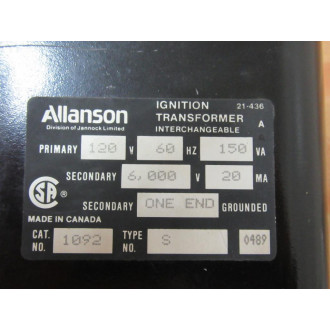 Allanson IGNITION 21-436
Division of Jannock Limited TRANSFORMER A
INTERCHANGEABLE
PRIMARY 120 V 60 HZ 150 VA
SECONDARY 6,000 V 20 MA
SECONDARY ONE END GROUNDED
SA
MADE IN CANADA
CAT. NO. 1092 TYPE NO. S 0489